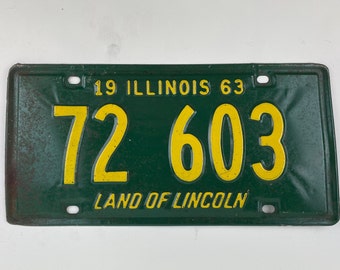 19 ILLINOIS 63
72 603
LAND OF LINCOLN